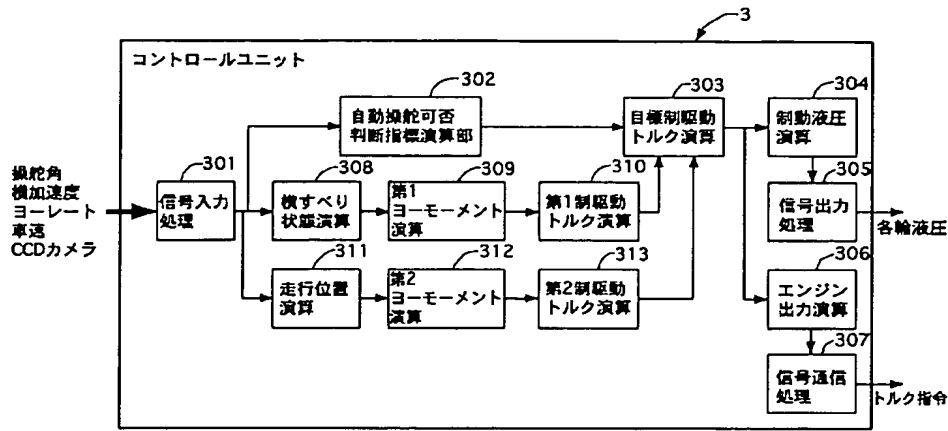 3
コントロールユニット
302
自動操舵可否
判断指標演算部
303
目標制駆動
トルク演算
304
制動液圧
演算
操舵角
横加速度
ヨーレート
車速
CCDカメラ
301
信号入力
処理
308
横すべり
状態演算
309
第1
ヨーモーメント
演算
310
第1制駆動
トルク演算
305
信号出力
処理
各輪液圧
311
走行位置
演算
312
第2
ヨーモーメント
演算
313
第2制駆動
トルク演算
306
エンジン
出力演算
307
信号通信
処理
トルク指令